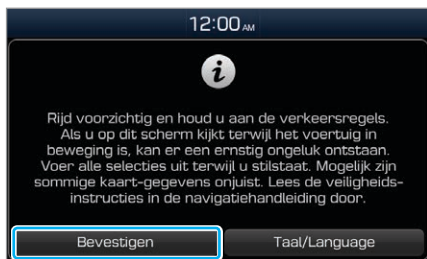 12:00 AM
i
Rijd voorzichtig en houd u aan de verkeersregels.
Als u op dit scherm kijkt terwijl het voertuig in
beweging is, kan er een ernstig ongeluk ontstaan.
Voer alle selecties uit terwijl u stilstaat. Mogelijk zijn
sommige kaart-gegevens onjuist. Lees de veiligheids-
instructies in de navigatiehandleiding door.
Bevestigen
Taal/Language